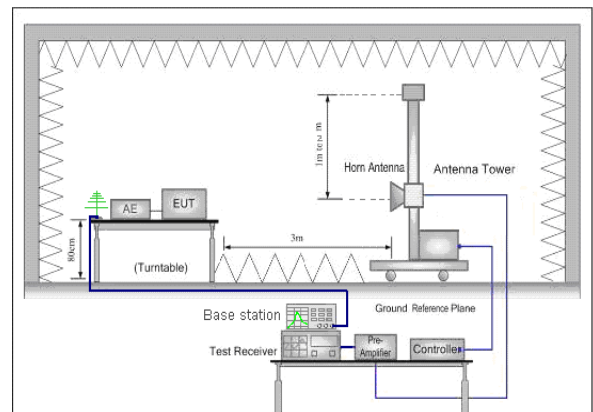 1m to 4 m
Horn Antenna
Antenna Tower
AE
EUT
80cm
(Turntable)
3m
Ground Reference Plane
Base station
Test Receiver
Pre-
Amplifier
Controller